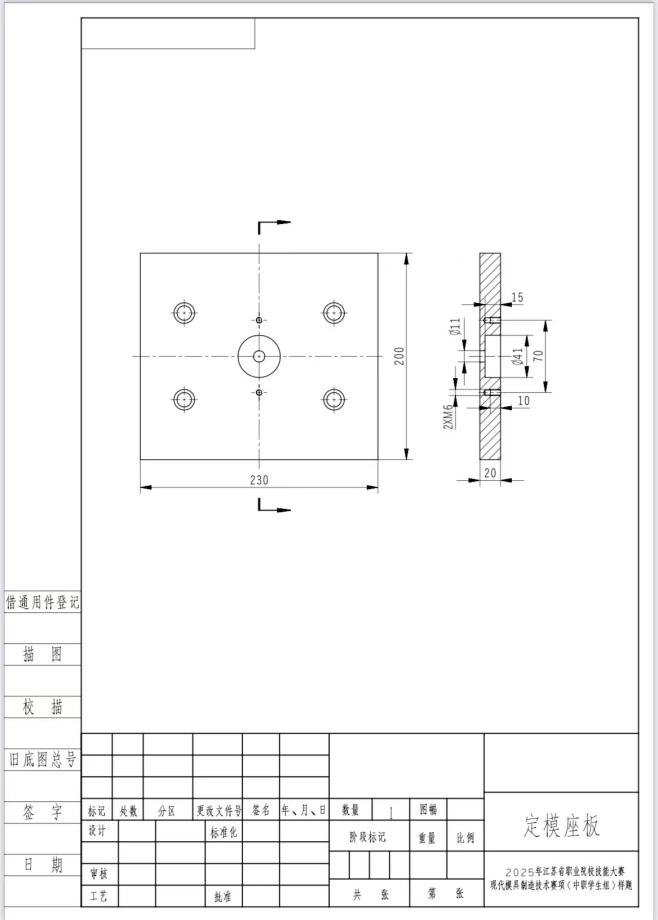 15
Ø11
Ø41
70
200
2XM6
10
20
230
借通用件登记
描 图
校 描
旧底图总号
签 字
日 期
标记 处数 分区 更改文件号 签名 年、月、日 数量 1 图幅
设计 标准化 阶段标记 重量 比例
定模座板
审核
工艺 批准 共 张 第 张
2025年江苏省职业院校技能大赛
现代模具制造技术赛项(中职学生组)样题